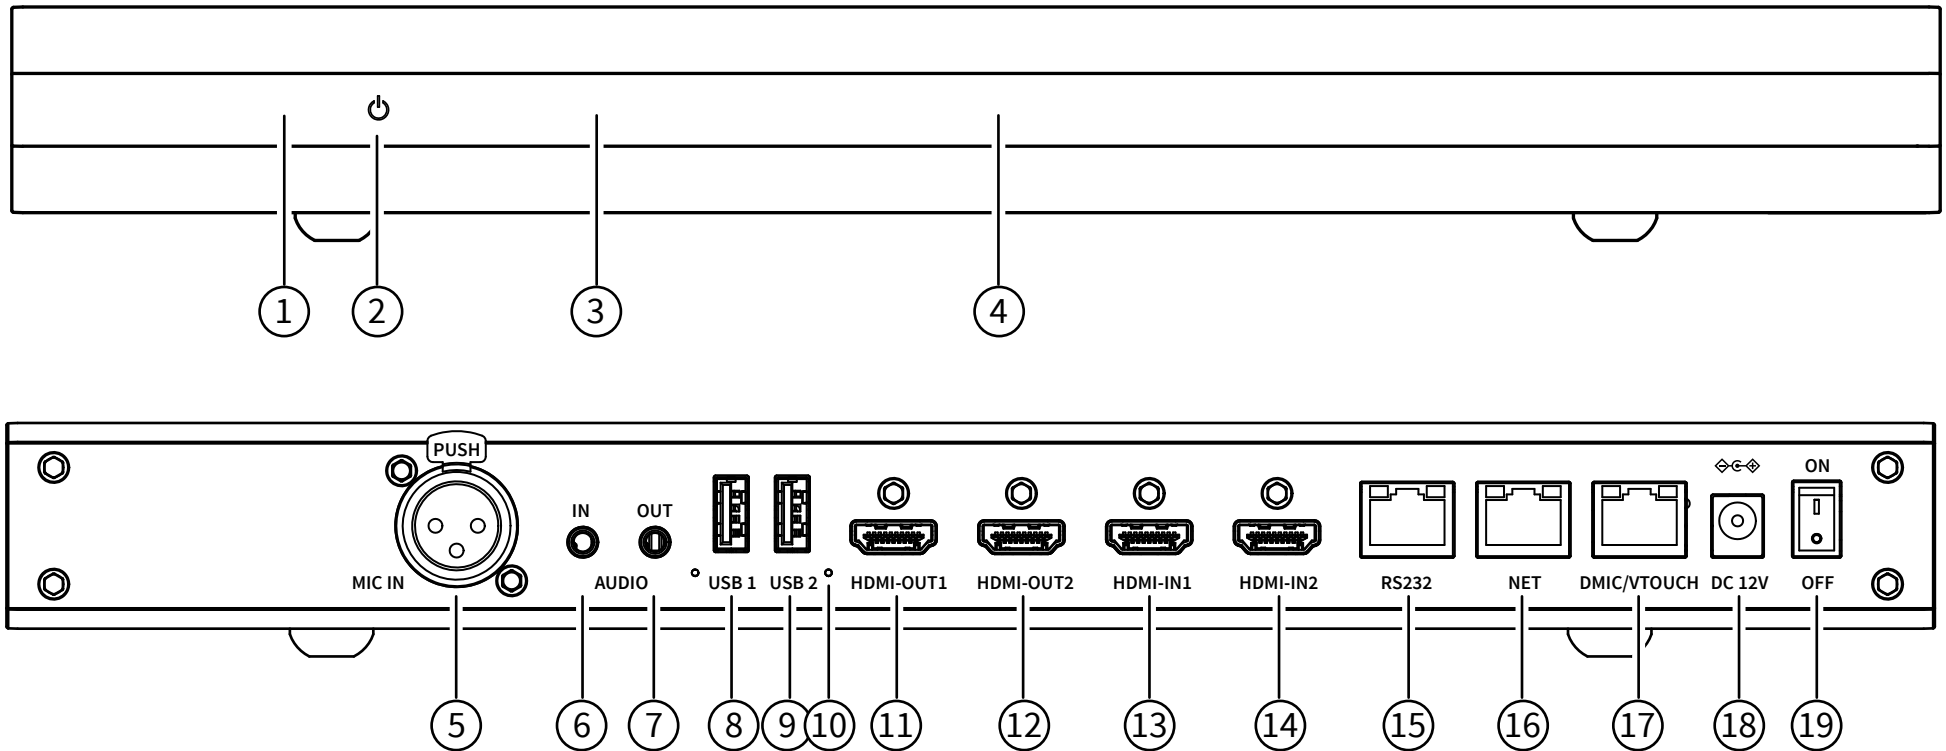 1 2 3 4
PUSH
ON
IN OUT
MIC IN AUDIO USB 1 USB 2 HDMI-OUT1 HDMI-OUT2 HDMI-IN1 HDMI-IN2 RS232 NET DMIC/VTOUCH DC 12V OFF
5 6 7 8 9 10 11 12 13 14 15 16 17 18 19